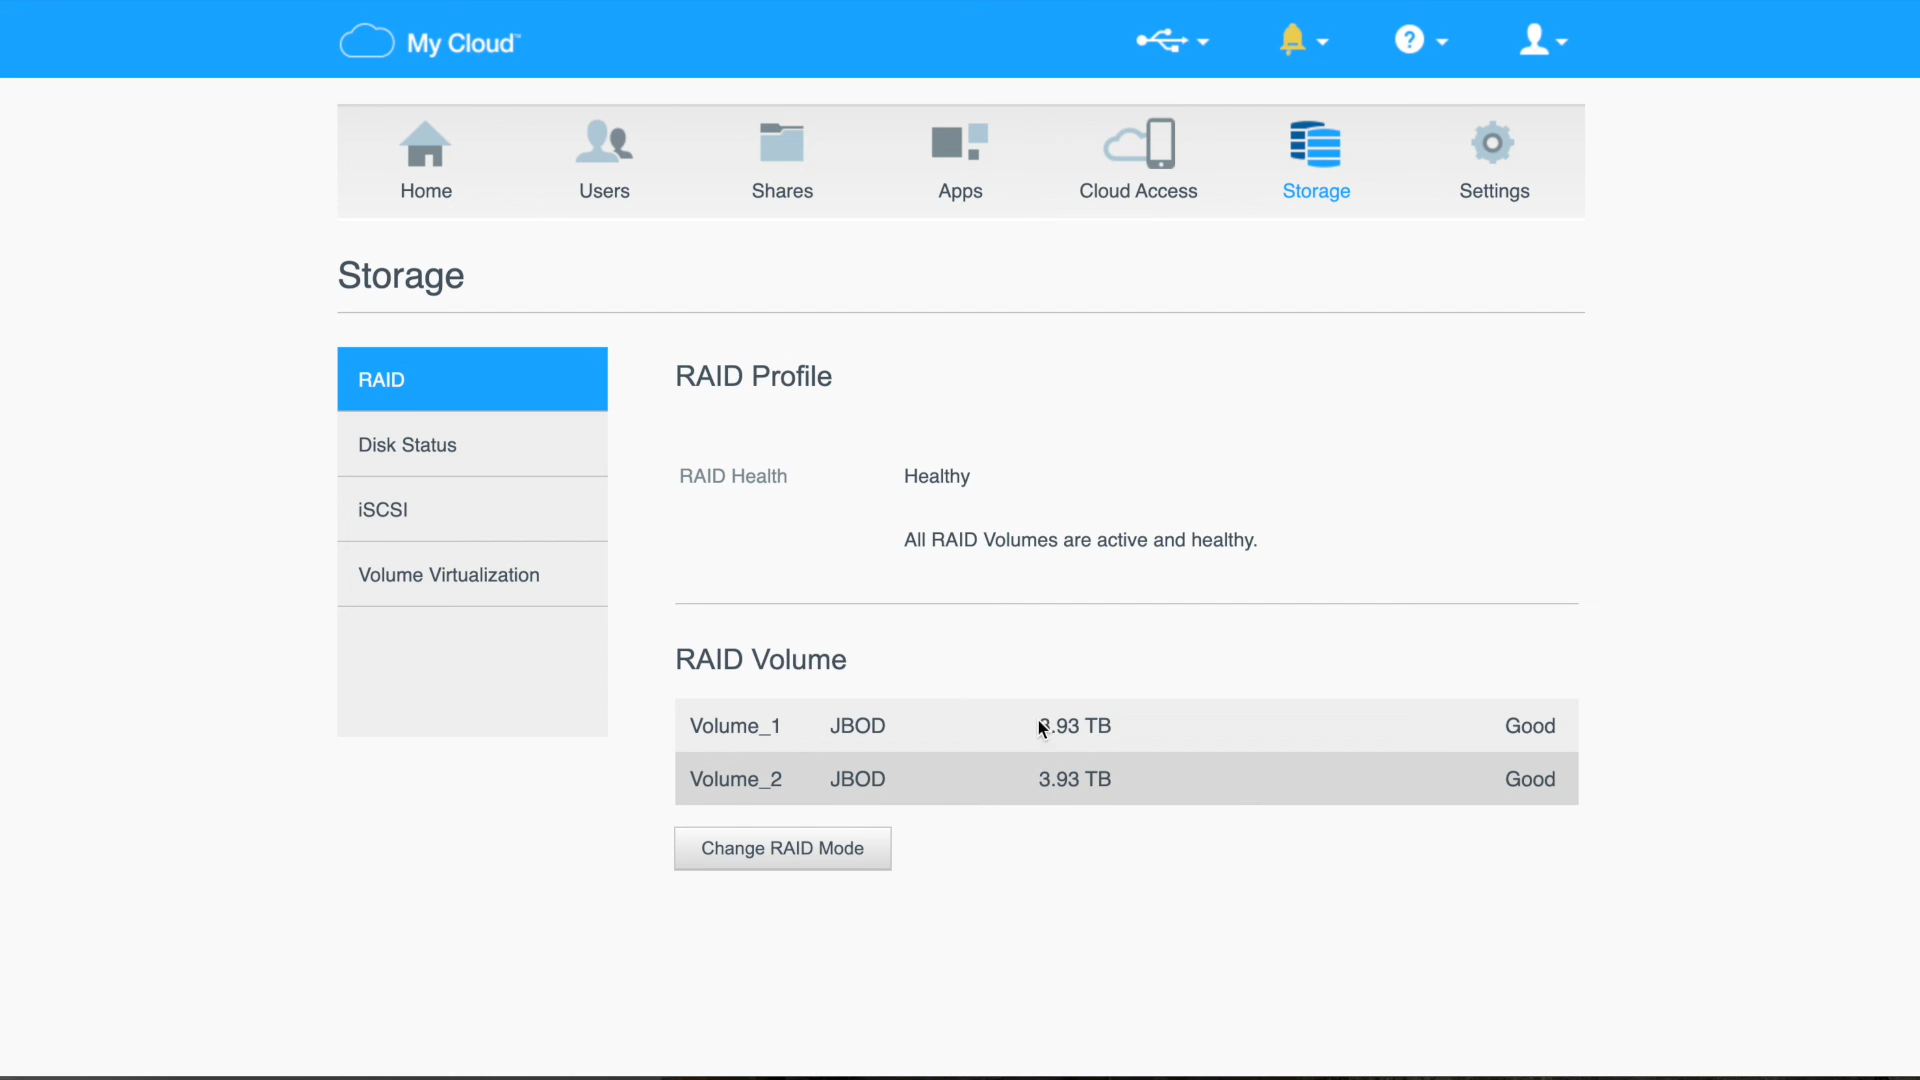 My Cloud™
Home Users Shares Apps Cloud Access Storage Settings
Storage
RAID
Disk Status
iSCSI
Volume Virtualization
RAID Profile
RAID Health Healthy
All RAID Volumes are active and healthy.
RAID Volume
Volume_1 JBOD 3.93 TB Good
Volume_2 JBOD 3.93 TB Good
Change RAID Mode